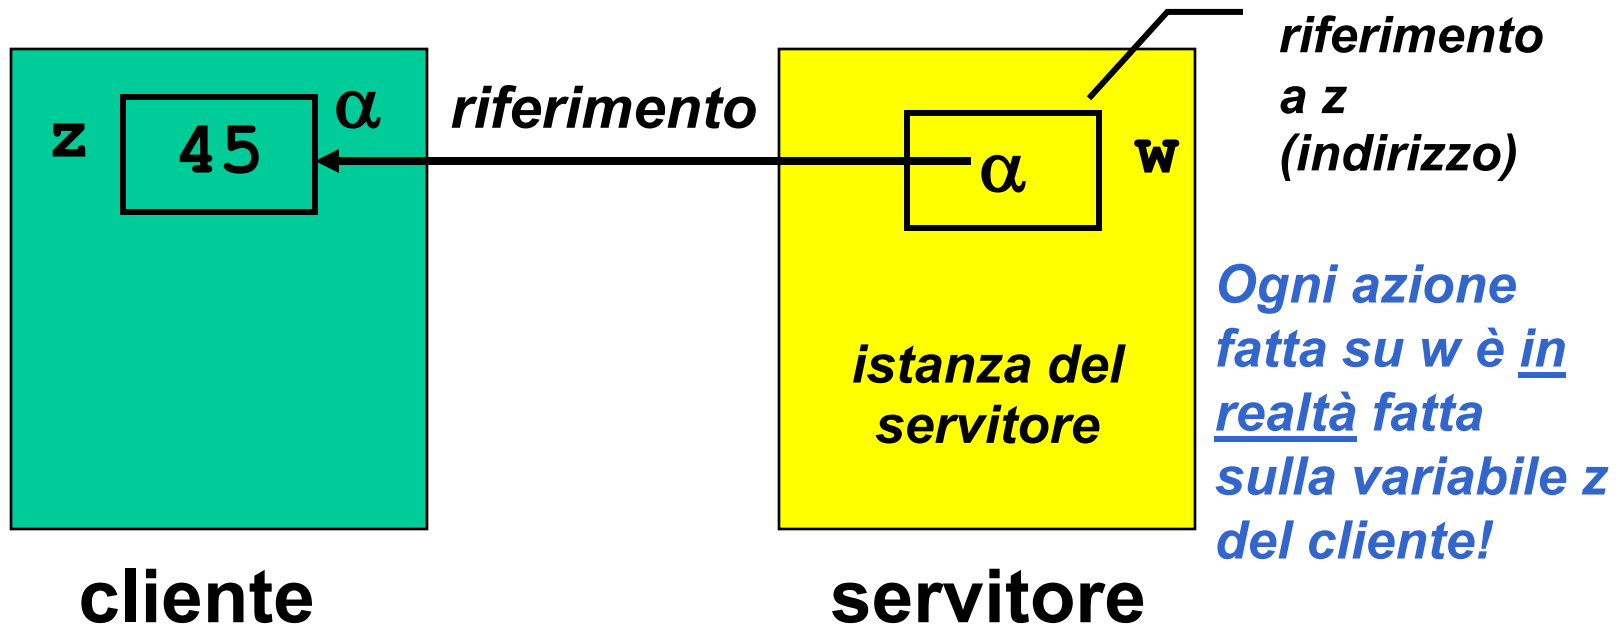 z
45
α
riferimento
α
w
riferimento
a z
(indirizzo)
istanza del
servitore
Ogni azione
fatta su w è in
realtà fatta
sulla variabile z
del cliente!
cliente
servitore